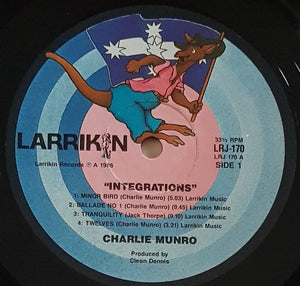 LARRIKIN
Larrikin Records Ⓟ A 1976
33⅓ RPM
LRJ-170
LRJ 170 A
SIDE 1
"INTEGRATIONS"
1: MINOR BIRD (Charlie Munro) (5.03) Larrikin Music
2: BALLADE NO 1 (Charlie Munro) (9.45) Larrikin Music
3: TRANQUILITY (Jack Thorpe) (9.10) Larrikin Music
4: TWELVES (Charlie Munro) (3.21) Larrikin Music
CHARLIE MUNRO
Produced by
Cleon Dennis